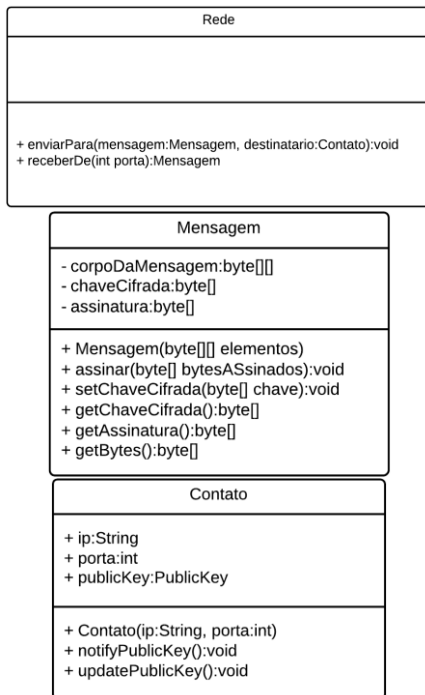 Rede
+ enviarPara(mensagem:Mensagem, destinatario:Contato):void
+ receberDe(int porta):Mensagem
Mensagem
- corpoDaMensagem:byte[][]
- chaveCifrada:byte[]
- assinatura:byte[]
+ Mensagem(byte[][] elementos)
+ assinar(byte[] bytesASsinados):void
+ setChaveCifrada(byte[] chave):void
+ getChaveCifrada():byte[]
+ getAssinatura():byte[]
+ getBytes():byte[]
Contato
+ ip:String
+ porta:int
+ publicKey:PublicKey
+ Contato(ip:String, porta:int)
+ notifyPublicKey():void
+ updatePublicKey():void